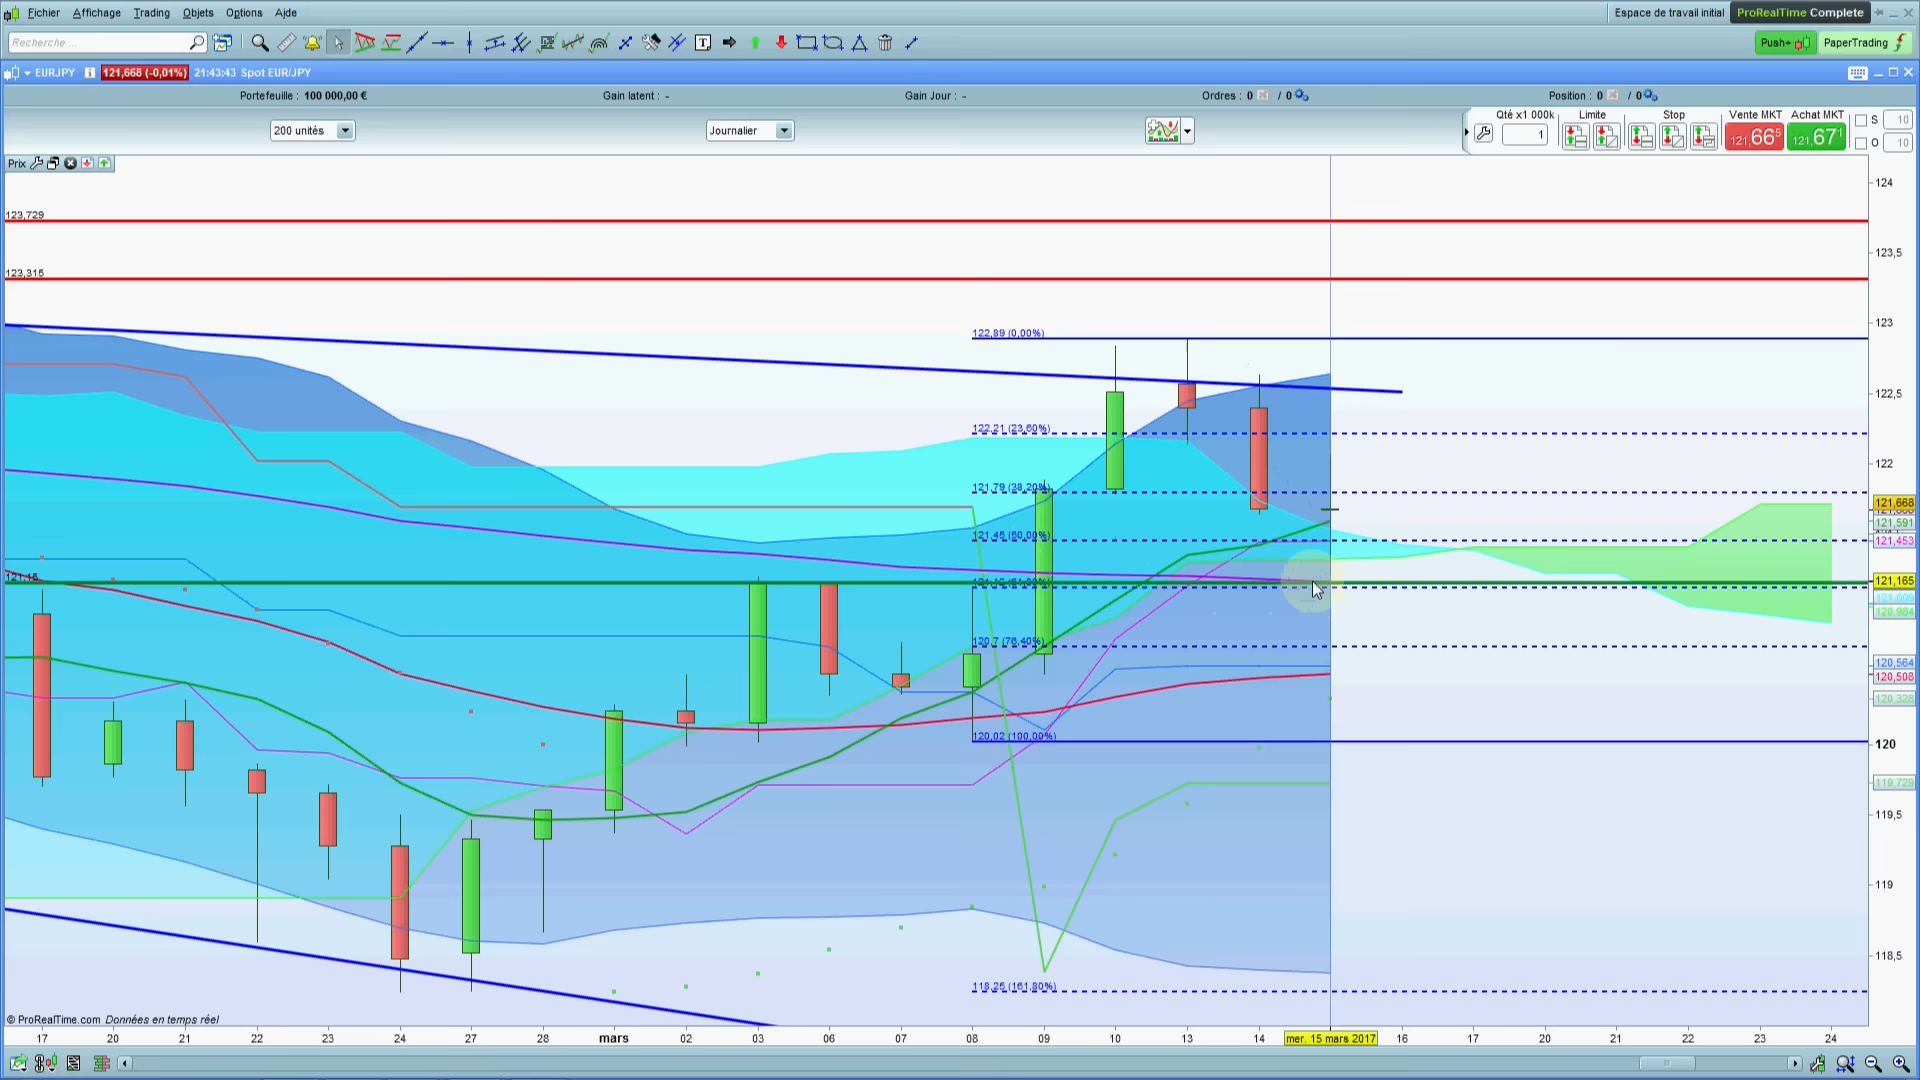 Fichier Affichage Trading Objets Options Aide
Espace de travail initial ProRealTime Complete
Recherche ...
Push+ PaperTrading
EURJPY 121,668 (-0,01%) 21:43:43 Spot EUR/JPY
Portefeuille : 100 000,00 € Gain latent : - Gain Jour : - Ordres : 0 / 0 Position : 0 / 0
200 unités Journalier
Qté x1 000k Limite Stop Vente MKT Achat MKT
1 121,66⁵ 121,67¹
S 10
O 10
Prix
124
123,729
123,5
123,315
123
122,89 (0,00%)
122,5
122,21 (23,60%)
122
121,79 (38,20%)
121,668
121,591
121,45 (50,00%)
121,453
121,15
121,165
120,984
120,7 (76,40%)
120,564
120,508
120,328
120,02 (100,00%)
120
119,729
119,5
119
118,5
118,25 (161,80%)
© ProRealTime.com Données en temps réel
17 20 21 22 23 24 27 28 mars 02 03 06 07 08 09 10 13 14 mer. 15 mars 2017 16 17 20 21 22 23 24